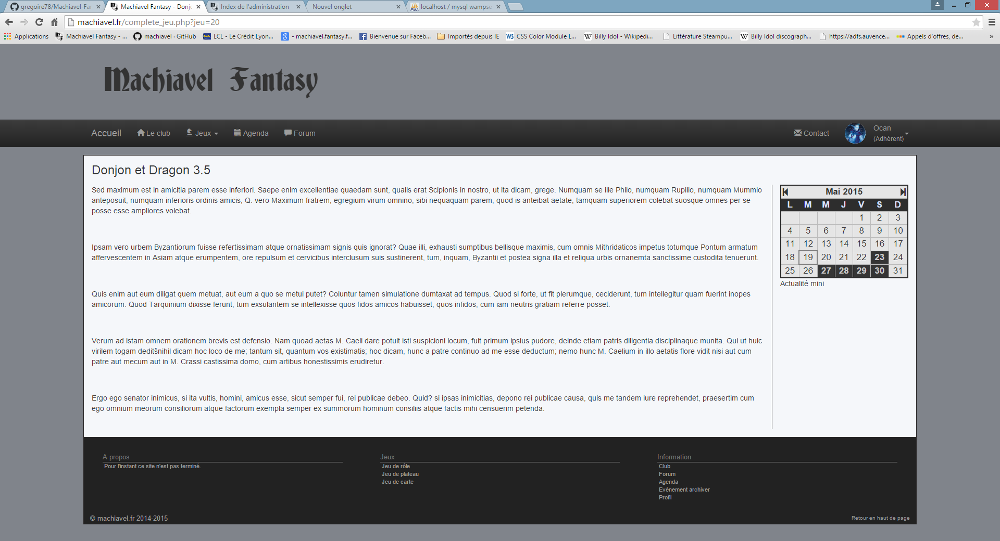 gregoire78/Machiavel-Fan
Machiavel Fantasy - Donjo
Index de l'administration
Nouvel onglet
localhost / mysql wampse
machiavel.fr/complete_jeu.php?jeu=20
Applications
Machiavel Fantasy - ...
machiavel · GitHub
LCL - Le Crédit Lyon...
- machiavel.fantasy.f...
Bienvenue sur Faceb...
Importés depuis IE
CSS Color Module L...
Billy Idol - Wikipedi...
Littérature Steampu...
Billy Idol discograph...
https://adfs.auvence...
Appels d'offres, de...
»
Machiavel Fantasy
Accueil
Le club
Jeux
Agenda
Forum
Contact
Ocan
(Adhérent)
Donjon et Dragon 3.5
Sed maximum est in amicitia parem esse inferiori. Saepe enim excellentiae quaedam sunt, qualis erat Scipionis in nostro, ut ita dicam, grege. Numquam se ille Philo, numquam Rupilio, numquam Mummio
anteposuit, numquam inferioris ordinis amicis, Q. vero Maximum fratrem, egregium virum omnino, sibi nequaquam parem, quod is anteibat aetate, tamquam superiorem colebat suosque omnes per se
posse esse ampliores volebat.
Ipsam vero urbem Byzantiorum fuisse refertissimam atque ornatissimam signis quis ignorat? Quae illi, exhausti sumptibus bellisque maximis, cum omnis Mithridaticos impetus totumque Pontum armatum
affervescentem in Asiam atque erumpentem, ore repulsum et cervicibus interclusum suis sustinerent, tum, inquam, Byzantii et postea signa illa et reliqua urbis ornanemta sanctissime custodita tenuerunt.
Quis enim aut eum diligat quem metuat, aut eum a quo se metui putet? Coluntur tamen simulatione dumtaxat ad tempus. Quod si forte, ut fit plerumque, ceciderunt, tum intellegitur quam fuerint inopes
amicorum. Quod Tarquinium dixisse ferunt, tum exsulantem se intellexisse quos fidos amicos habuisset, quos infidos, cum iam neutris gratiam referre posset.
Verum ad istam omnem orationem brevis est defensio. Nam quoad aetas M. Caeli dare potuit isti suspicioni locum, fuit primum ipsius pudore, deinde etiam patris diligentia disciplinaque munita. Qui ut huic
virilem togam deditšnihil dicam hoc loco de me; tantum sit, quantum vos existimatis; hoc dicam, hunc a patre continuo ad me esse deductum; nemo hunc M. Caelium in illo aetatis flore vidit nisi aut cum
patre aut mecum aut in M. Crassi castissima domo, cum artibus honestissimis erudiretur.
Ergo ego senator inimicus, si ita vultis, homini, amicus esse, sicut semper fui, rei publicae debeo. Quid? si ipsas inimicitias, depono rei publicae causa, quis me tandem iure reprehendet, praesertim cum
ego omnium meorum consiliorum atque factorum exempla semper ex summorum hominum consiliis atque factis mihi censuerim petenda.
Mai 2015
L M M J V S D
1 2 3
4 5 6 7 8 9 10
11 12 13 14 15 16 17
18 19 20 21 22 23 24
25 26 27 28 29 30 31
Actualité mini
A propos
Pour l'instant ce site n'est pas terminé.
Jeux
Jeu de rôle
Jeu de plateau
Jeu de carte
Information
Club
Forum
Agenda
Evénement archiver
Profil
© machiavel.fr 2014-2015
Retour en haut de page